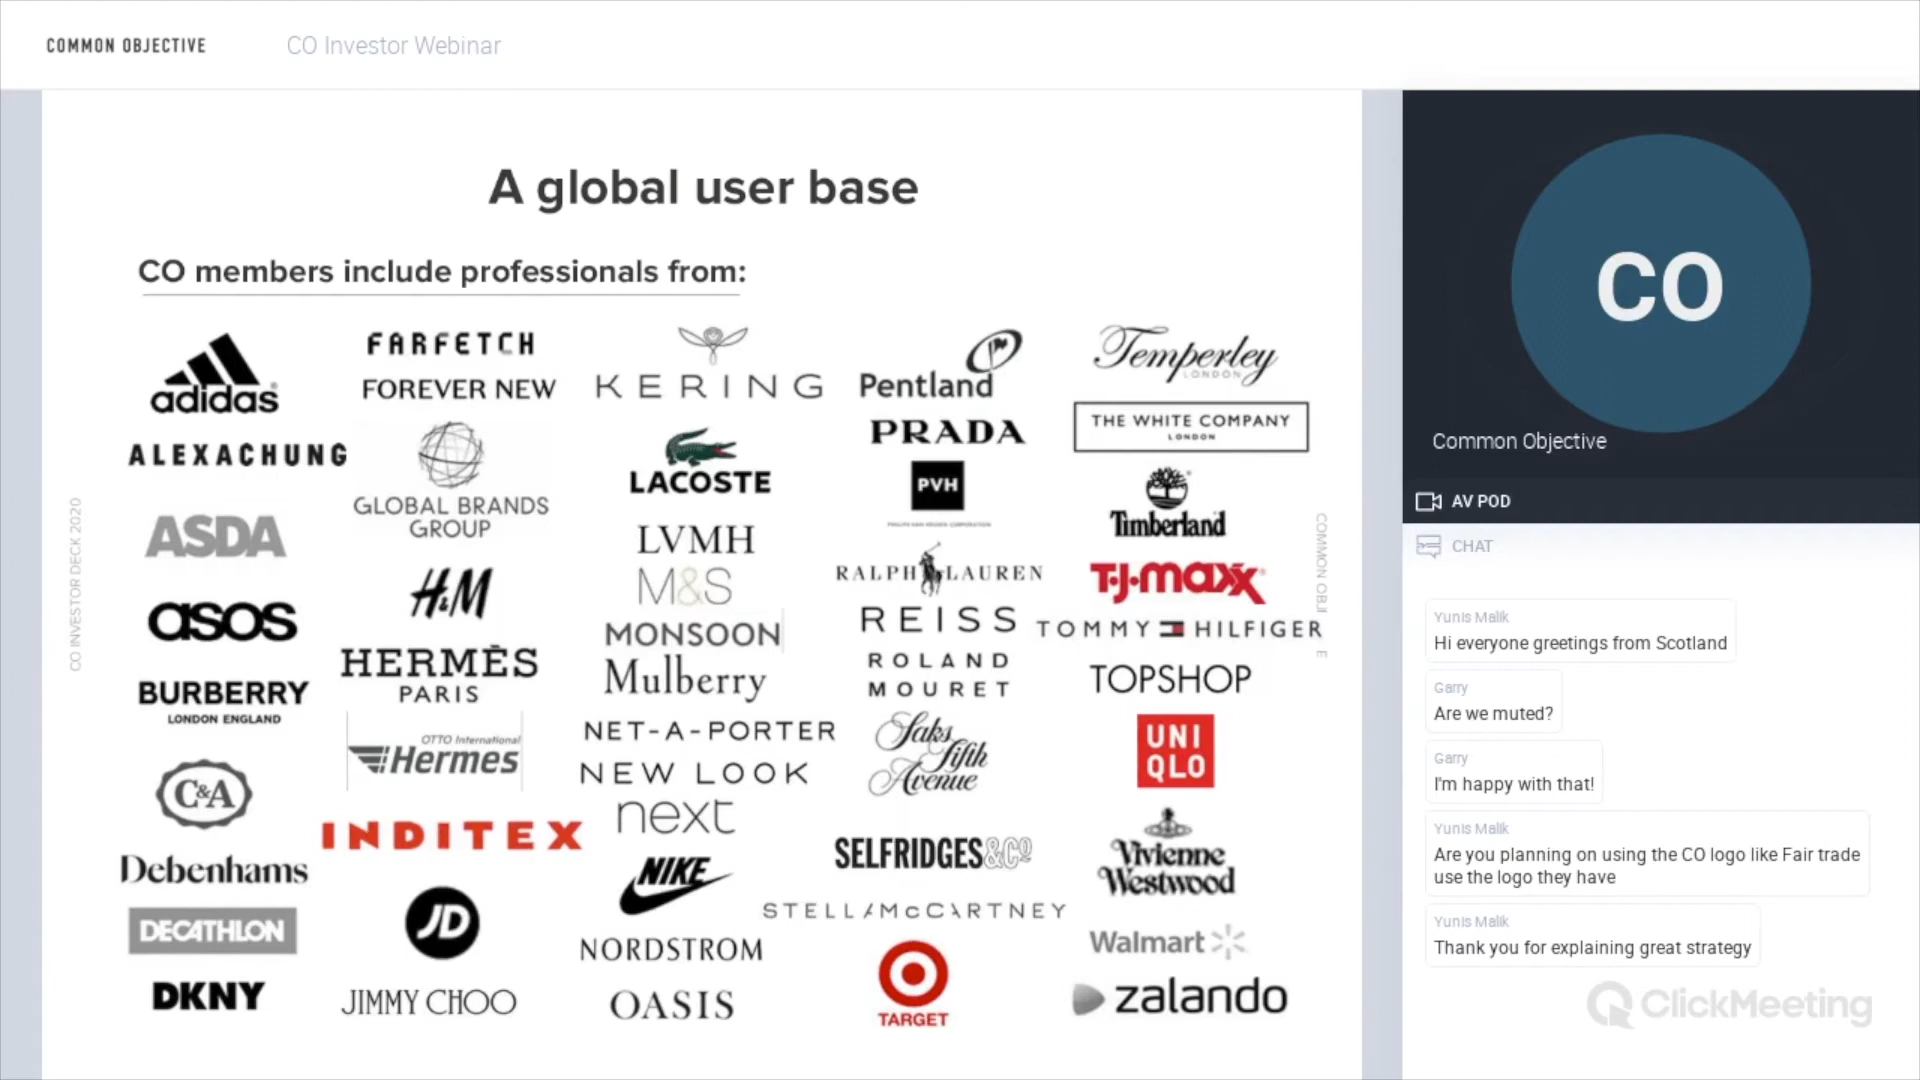 COMMON OBJECTIVE
CO Investor Webinar
A global user base
CO members include professionals from:
CO INVESTOR DECK 2020
adidas
ALEXACHUNG
ASDA
asos
BURBERRY
LONDON ENGLAND
C&A
Debenhams
DECATHLON
DKNY
FARFETCH
FOREVER NEW
GLOBAL BRANDS
GROUP
H&M
HERMÈS
PARIS
OTTO International
Hermes
INDITEX
JD
JIMMY CHOO
KERING
LACOSTE
LVMH
M&S
MONSOON
Mulberry
NET-A-PORTER
NEW LOOK
next
NIKE
NORDSTROM
OASIS
Pentland
PRADA
PVH
RALPH LAUREN
REISS
ROLAND
MOURET
Saks
fifth
Avenue
SELFRIDGES&CO
STELLA McCARTNEY
TARGET
Temperley
LONDON
THE WHITE COMPANY
LONDON
Timberland
T.J.maxx
TOMMY HILFIGER
TOPSHOP
UNI
QLO
Vivienne
Westwood
Walmart
zalando
COMMON OBJ E
CO
Common Objective
AV POD
CHAT
Yunis Malik
Hi everyone greetings from Scotland
Garry
Are we muted?
Garry
I'm happy with that!
Yunis Malik
Are you planning on using the CO logo like Fair trade
use the logo they have
Yunis Malik
Thank you for explaining great strategy
ClickMeeting